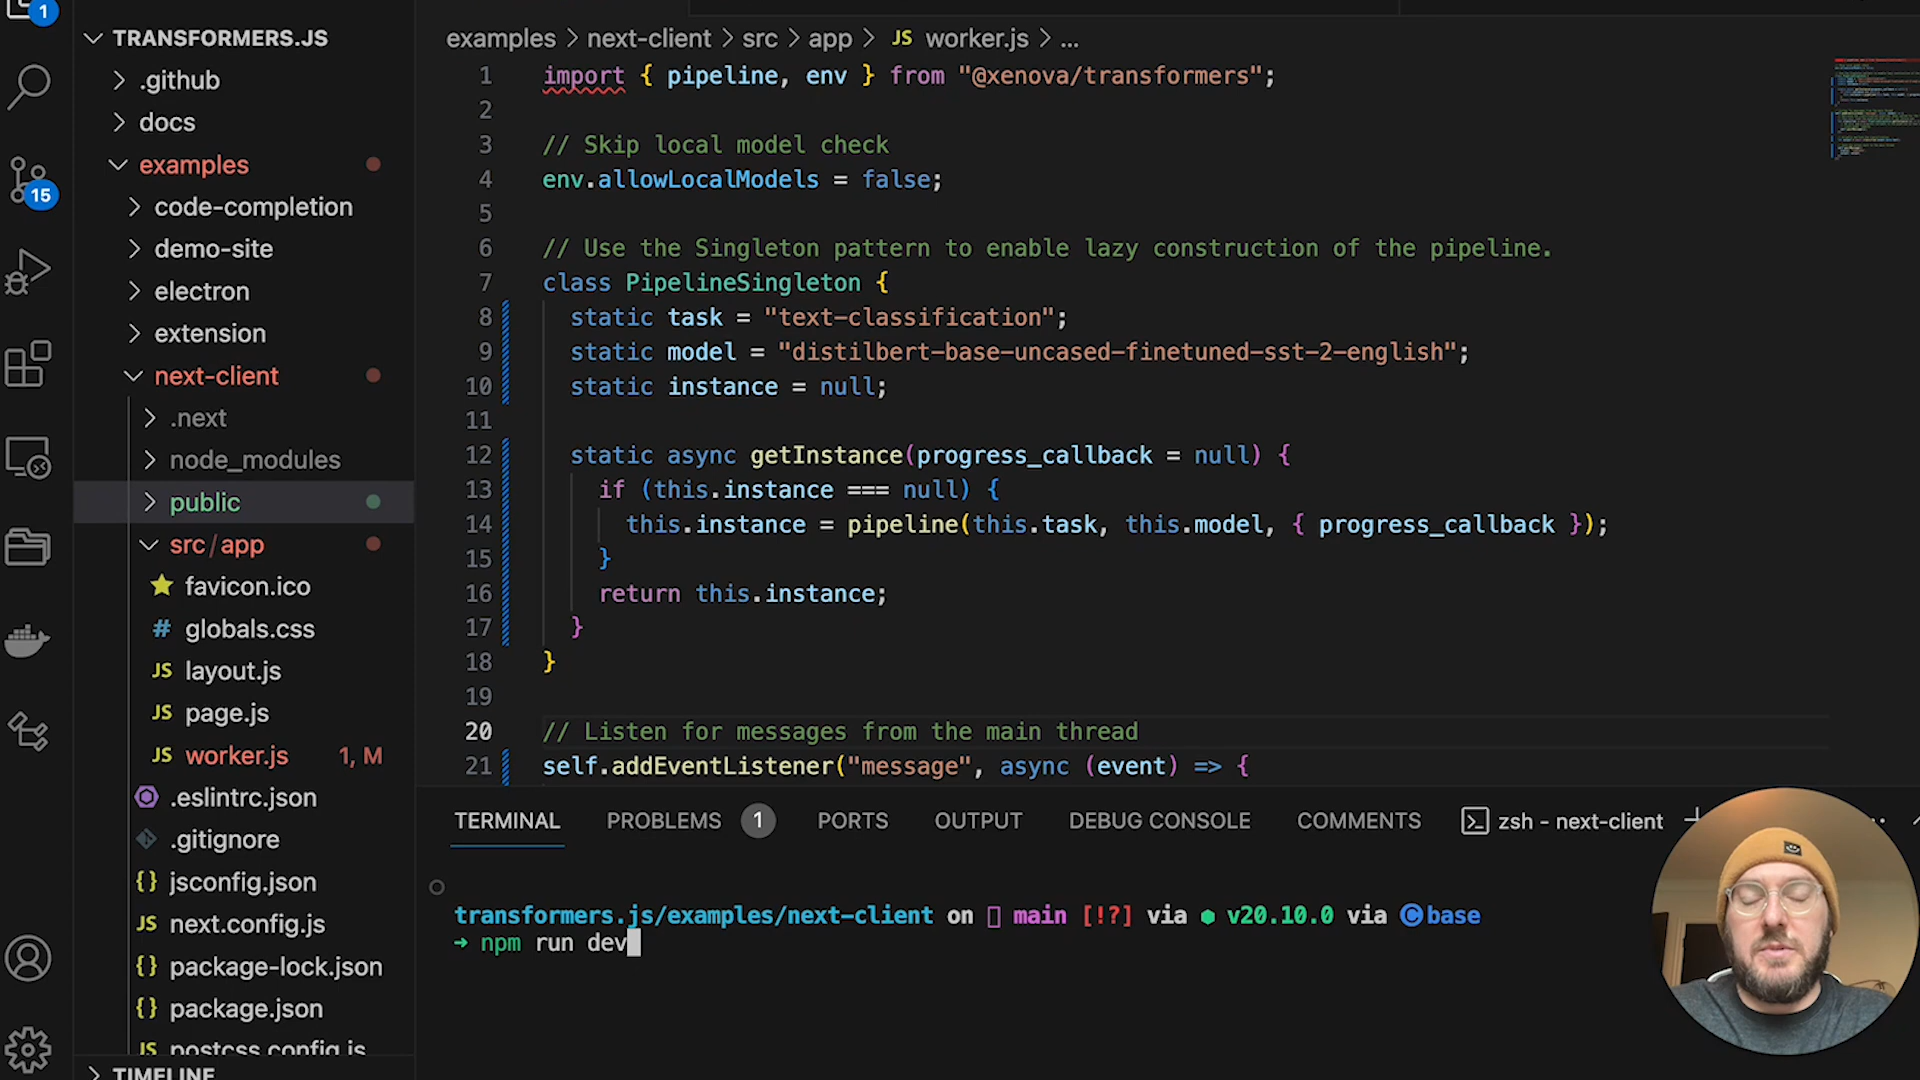 1
15
TRANSFORMERS.JS
.github
docs
examples
code-completion
demo-site
electron
extension
next-client
.next
node_modules
public
src/app
favicon.ico
globals.css
JS layout.js
JS page.js
JS worker.js 1, M
.eslintrc.json
.gitignore
{} jsconfig.json
JS next.config.js
{} package-lock.json
{} package.json
JS postcss.config.js
TIMELINE
examples > next-client > src > app > JS worker.js > ...
1 import { pipeline, env } from "@xenova/transformers";
2
3 // Skip local model check
4 env.allowLocalModels = false;
5
6 // Use the Singleton pattern to enable lazy construction of the pipeline.
7 class PipelineSingleton {
8 static task = "text-classification";
9 static model = "distilbert-base-uncased-finetuned-sst-2-english";
10 static instance = null;
11
12 static async getInstance(progress_callback = null) {
13 if (this.instance === null) {
14 this.instance = pipeline(this.task, this.model, { progress_callback });
15 }
16 return this.instance;
17 }
18 }
19
20 // Listen for messages from the main thread
21 self.addEventListener("message", async (event) => {
TERMINAL PROBLEMS 1 PORTS OUTPUT DEBUG CONSOLE COMMENTS zsh - next-client
transformers.js/examples/next-client on main [!?] via v20.10.0 via base
→ npm run dev